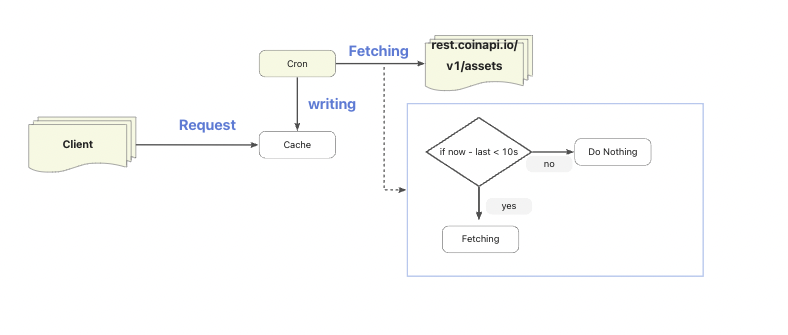 rest.coinapi.io/
v1/assets
Fetching
Cron
writing
Request
Client
Cache
if now - last < 10s
Do Nothing
no
yes
Fetching